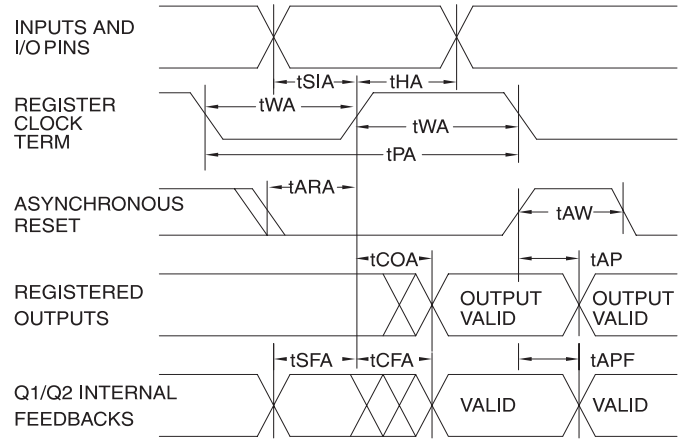 INPUTS AND
I/O PINS
tSIA
tHA
REGISTER
CLOCK
TERM
tWA
tWA
tPA
ASYNCHRONOUS
RESET
tARA
tAW
REGISTERED
OUTPUTS
tCOA
tAP
OUTPUT
VALID
OUTPUT
VALID
Q1/Q2 INTERNAL
FEEDBACKS
tSFA
tCFA
tAPF
VALID
VALID